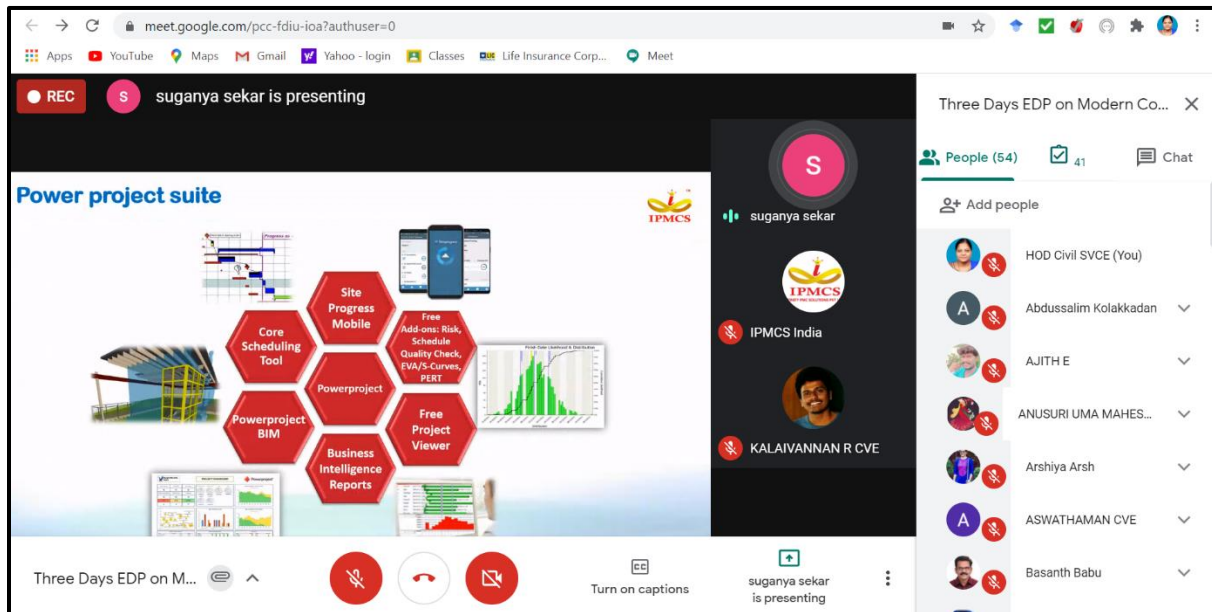 meet.google.com/pcc-fdiu-ioa?authuser=0
Apps YouTube Maps Gmail Yahoo - login Classes Life Insurance Corp... Meet
REC S suganya sekar is presenting
Three Days EDP on Modern Co...
People (54) 41 Chat
Add people
HOD Civil SVCE (You)
A Abdussalim Kolakkadan
AJITH E
ANUSURI UMA MAHES...
Arshiya Arsh
A ASWATHAMAN CVE
Basanth Babu
S
suganya sekar
IPMCS
IPMCS India
KALAIVANNAN R CVE
Power project suite
IPMCS
Site
Progress
Mobile
Core
Scheduling
Tool
Free
Add-ons: Risk,
Schedule
Quality Check,
EVA/S-Curves,
PERT
Powerproject
Powerproject
BIM
Free
Project
Viewer
Business
Intelligence
Reports
Finish Date Likelihood & Distribution
Three Days EDP on M...
Turn on captions
suganya sekar
is presenting